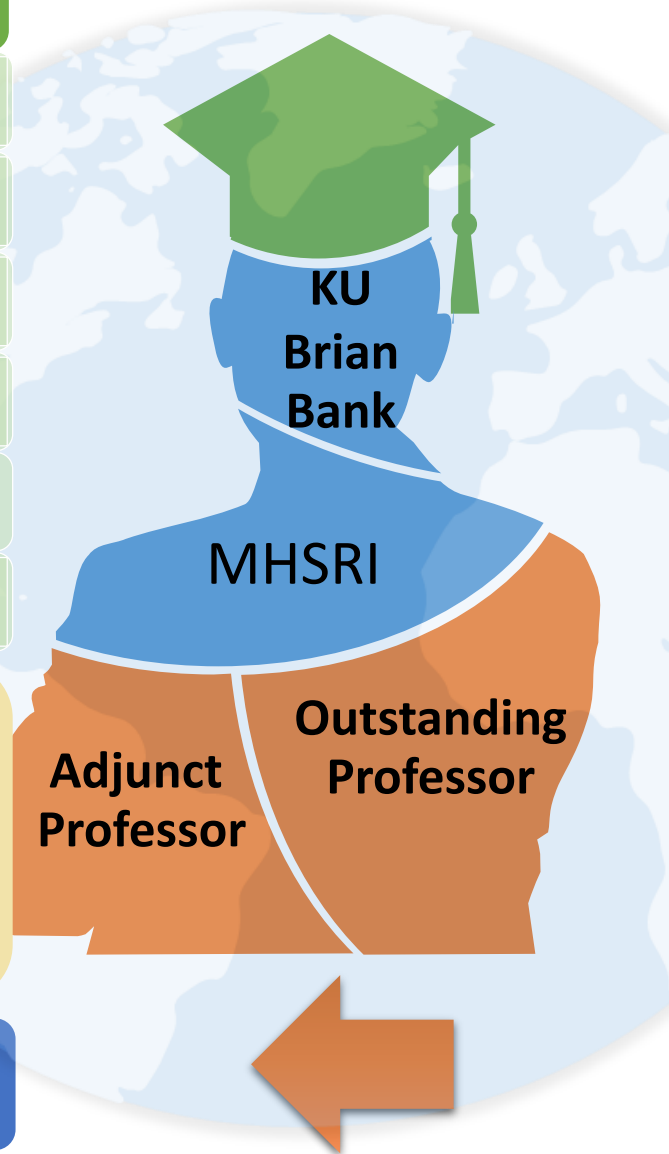 KU
Brian
Bank
MHSRI
Outstanding
Professor
Adjunct
Professor